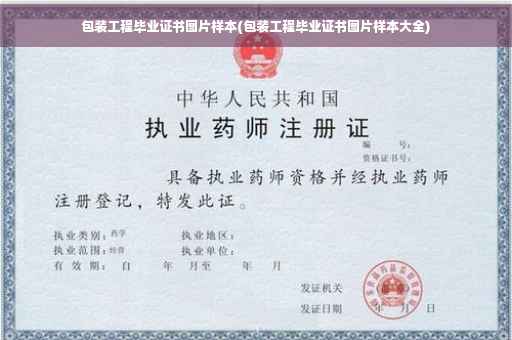 包装工程毕业证书图片样本(包装工程毕业证书图片样本大全)
中华人民共和国
执业药师注册证
编 号:
资格证书号:
具备执业药师资格并经执业药师
注册登记，特发此证。
执业类别: 药学 执业地区:
执业范围: 经营 执业单位:
有 效 期: 自 年 月至 年 月
发证机关
发证日期 年 月 日